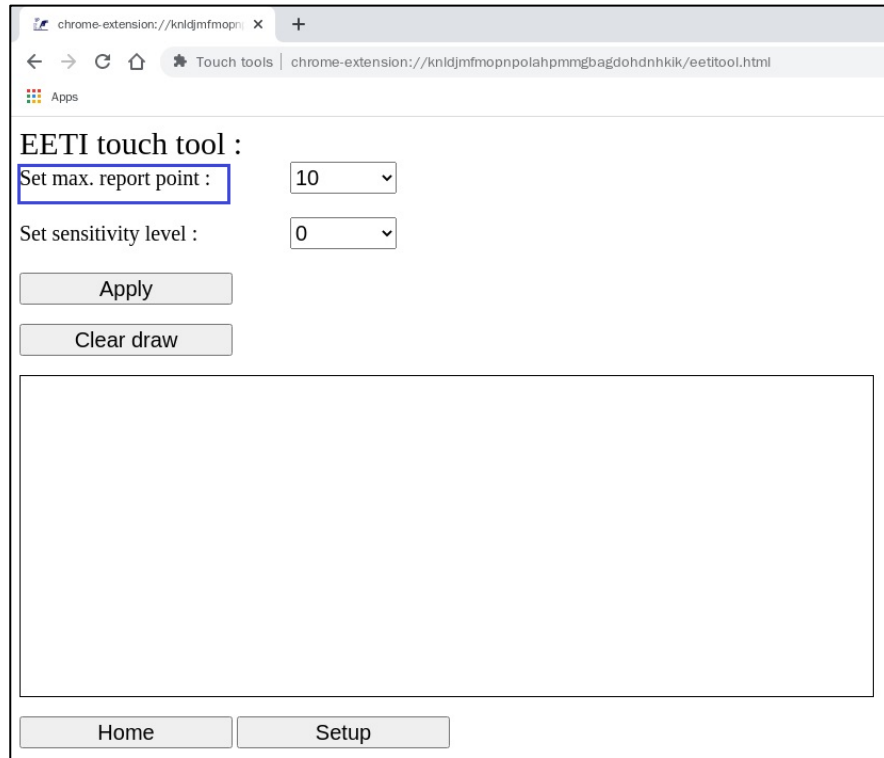 chrome-extension://knldjmfmopn
Touch tools | chrome-extension://knldjmfmopnpolahpmmgbagdohdnhkik/eetitool.html
Apps
EETI touch tool :
Set max. report point : 10
Set sensitivity level : 0
Apply
Clear draw
Home Setup